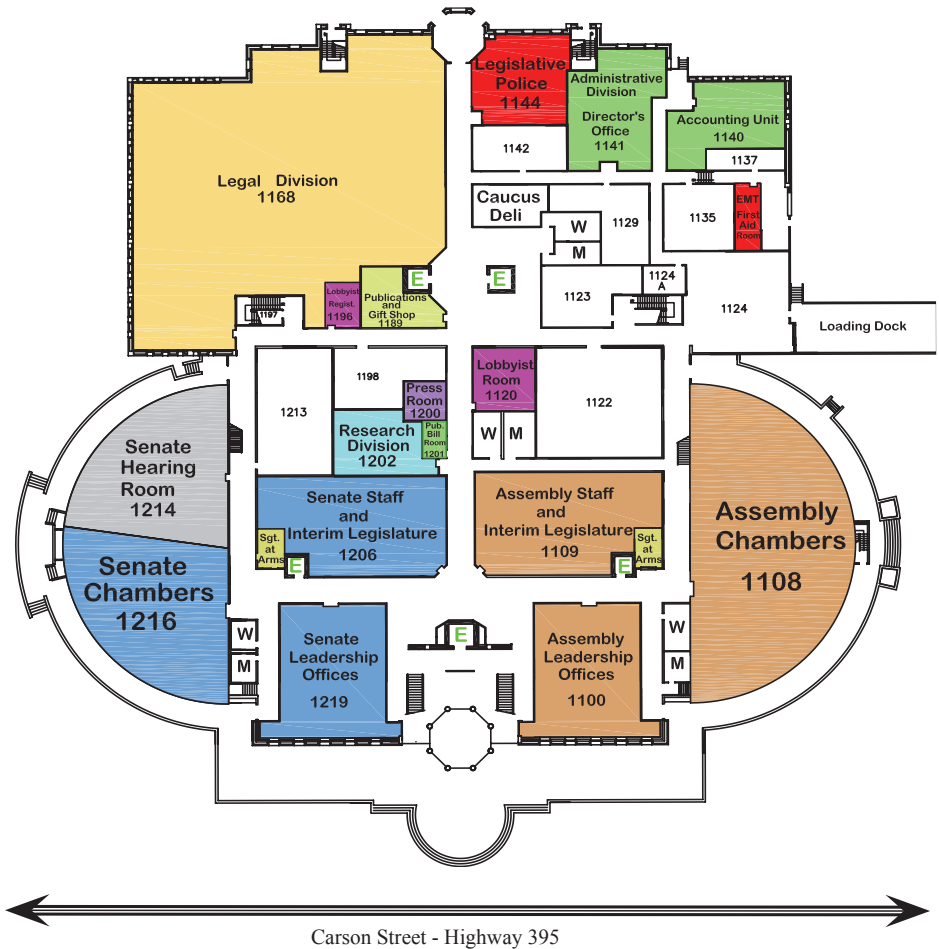 E
Legislative
Police
1144
Administrative
Division
Director's
Office
1141
Accounting Unit
1140
1137
1142
Legal Division
1168
Caucus
Deli
W
M
1129
1135
EMT
First
Aid
Room
E
E
Lobbyist
Regist.
1196
Publications
and
Gift Shop
1189
1197
1123
1124
A
1124
Loading Dock
1198
1213
Press
Room
1200
Pub.
Bill
Room
1201
Research
Division
1202
Lobbyist
Room
1120
W
M
1122
Senate
Hearing
Room
1214
Senate
Chambers
1216
Senate Staff
and
Interim Legislature
1206
Sgt.
at
Arms
E
Assembly Staff
and
Interim Legislature
1109
Sgt.
at
Arms
E
Assembly
Chambers
1108
W
M
Senate
Leadership
Offices
1219
E
Assembly
Leadership
Offices
1100
W
M
Carson Street - Highway 395